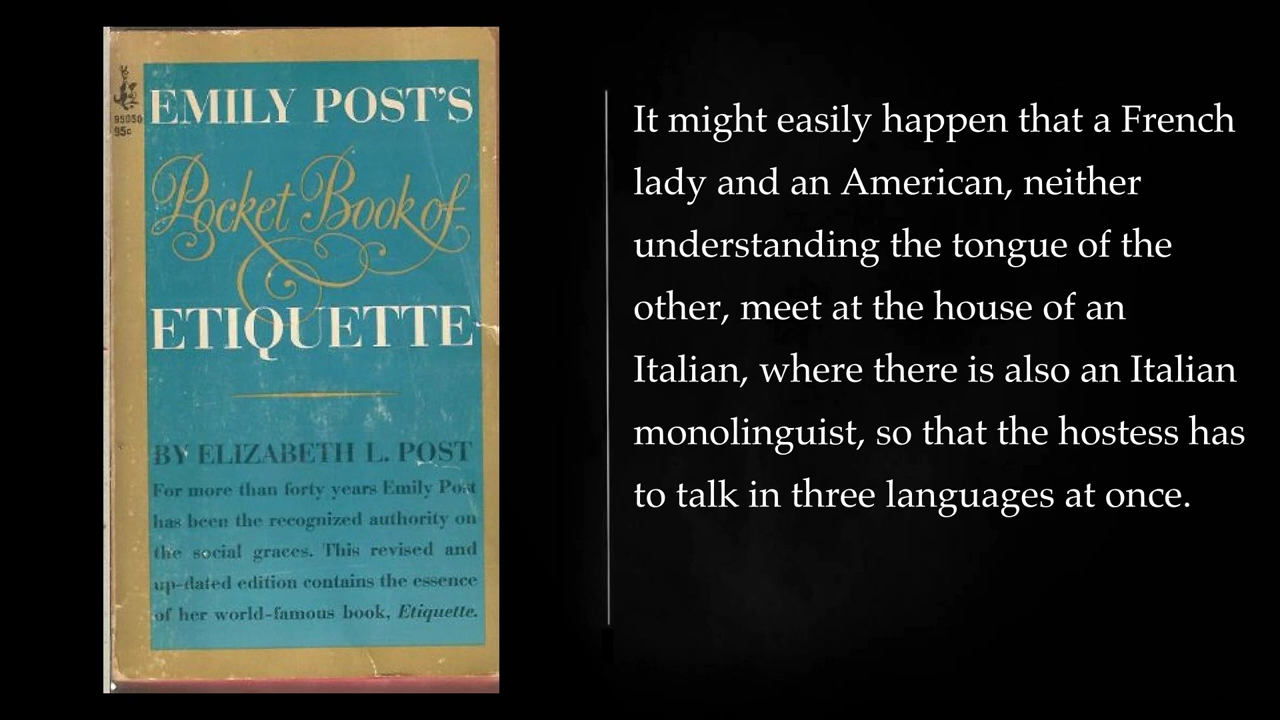 EMILY POST'S
Pocket Book of
ETIQUETTE
BY ELIZABETH L. POST
For more than forty years Emily Post
has been the recognized authority on
the social graces. This revised and
up-dated edition contains the essence
of her world-famous book, Etiquette.
95050
95c
It might easily happen that a French
lady and an American, neither
understanding the tongue of the
other, meet at the house of an
Italian, where there is also an Italian
monolinguist, so that the hostess has
to talk in three languages at once.